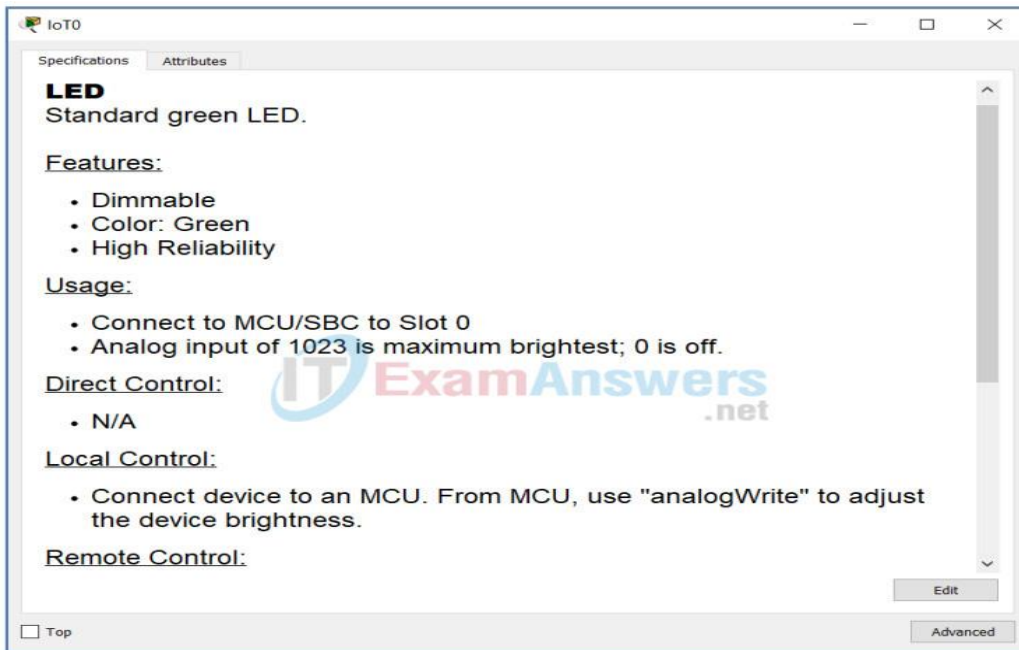 IoT0
Specifications Attributes
LED
Standard green LED.
Features:
• Dimmable
• Color: Green
• High Reliability
Usage:
• Connect to MCU/SBC to Slot 0
• Analog input of 1023 is maximum brightest; 0 is off.
ITExamAnswers
.net
Direct Control:
• N/A
Local Control:
• Connect device to an MCU. From MCU, use "analogWrite" to adjust
the device brightness.
Remote Control:
Edit
Top
Advanced